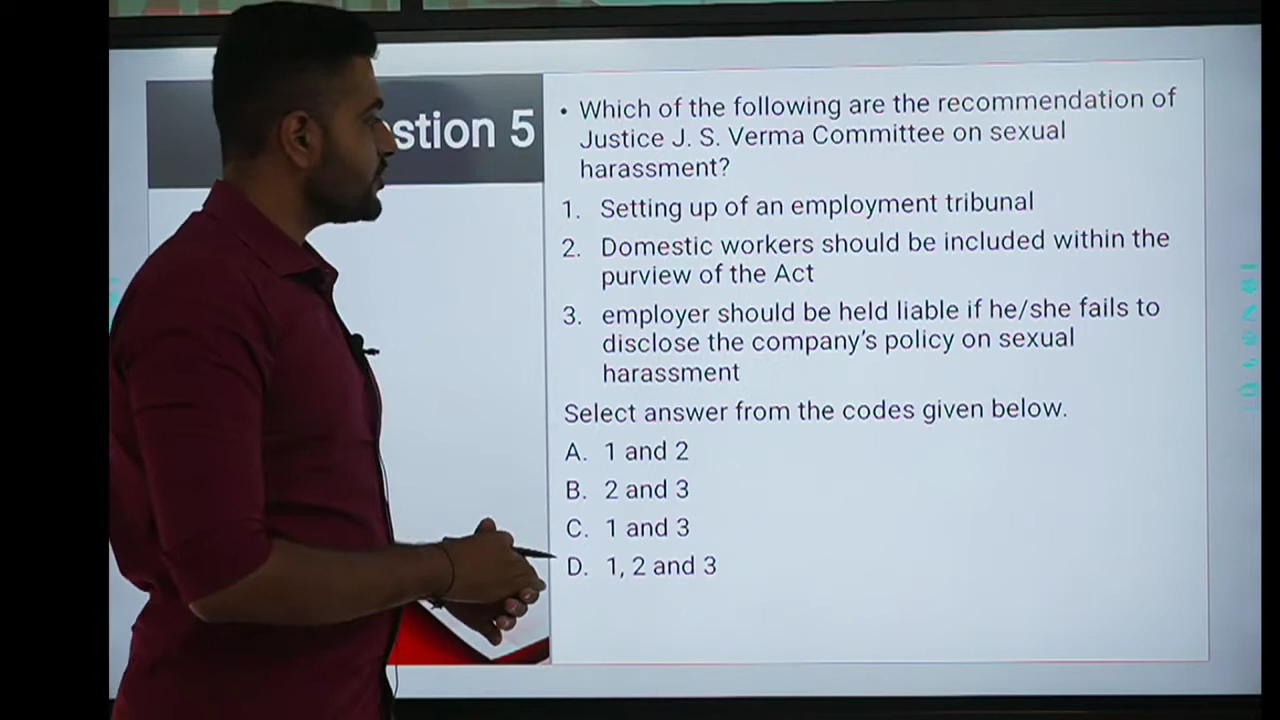 stion 5
• Which of the following are the recommendation of
Justice J. S. Verma Committee on sexual
harassment?
1. Setting up of an employment tribunal
2. Domestic workers should be included within the
purview of the Act
3. employer should be held liable if he/she fails to
disclose the company's policy on sexual
harassment
Select answer from the codes given below.
A. 1 and 2
B. 2 and 3
C. 1 and 3
D. 1, 2 and 3